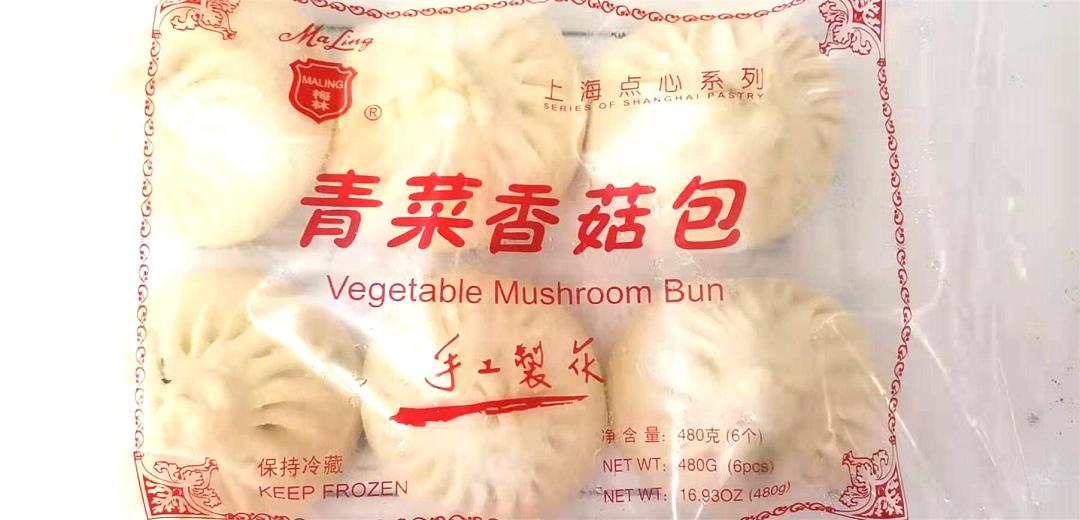 MaLing
MALING
梅林
®
上海点心系列
SERIES OF SHANGHAI PASTRY
青菜香菇包
Vegetable Mushroom Bun
手工製作
净含量: 480克 (6个)
保持冷藏
NET WT: 480G (6pcs)
KEEP FROZEN
NET WT: 16.93OZ (480g)